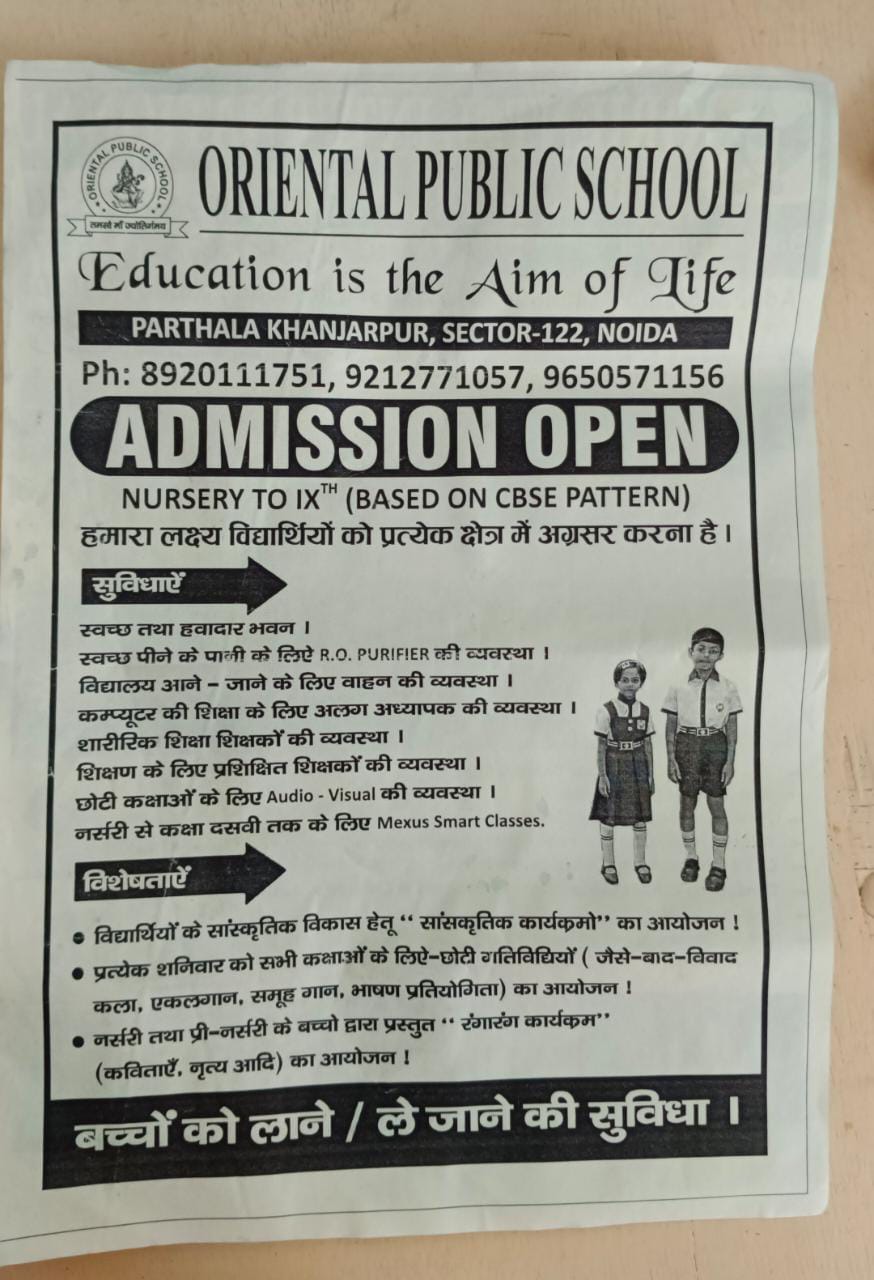 ORIENTAL PUBLIC SCHOOL
तमसो माँ ज्योतिर्गमय
ORIENTAL PUBLIC SCHOOL
Education is the Aim of Life
PARTHALA KHANJARPUR, SECTOR-122, NOIDA
Ph: 8920111751, 9212771057, 9650571156
ADMISSION OPEN
NURSERY TO IXTH (BASED ON CBSE PATTERN)
हमारा लक्ष्य विद्यार्थियों को प्रत्येक क्षेत्र में अग्रसर करना है ।
सुविधाऐं
स्वच्छ तथा हवादार भवन ।
स्वच्छ पीने के पानी के लिऐ R.O. PURIFIER की व्यवस्था ।
विद्यालय आने – जाने के लिए वाहन की व्यवस्था ।
कम्प्यूटर की शिक्षा के लिए अलग अध्यापक की व्यवस्था ।
शारीरिक शिक्षा शिक्षकों की व्यवस्था ।
शिक्षण के लिए प्रशिक्षित शिक्षकों की व्यवस्था ।
छोटी कक्षाओं के लिए Audio - Visual की व्यवस्था ।
नर्सरी से कक्षा दसवी तक के लिए Mexus Smart Classes.
विशेषताऐं
• विद्यार्थियों के सांस्कृतिक विकास हेतू “ सांसकृतिक कार्यक्रमो” का आयोजन !
• प्रत्येक शनिवार को सभी कक्षाओं के लिऐ–छोटी गतिविद्यियों ( जैसे–बाद–विवाद
कला, एकलगान, समूह गान, भाषण प्रतियोगिता) का आयोजन !
• नर्सरी तथा प्री–नर्सरी के बच्चो द्वारा प्रस्तुत “ रंगारंग कार्यक्रम”
(कविताएँ, नृत्य आदि) का आयोजन !
बच्चों को लाने / ले जाने की सुविधा ।